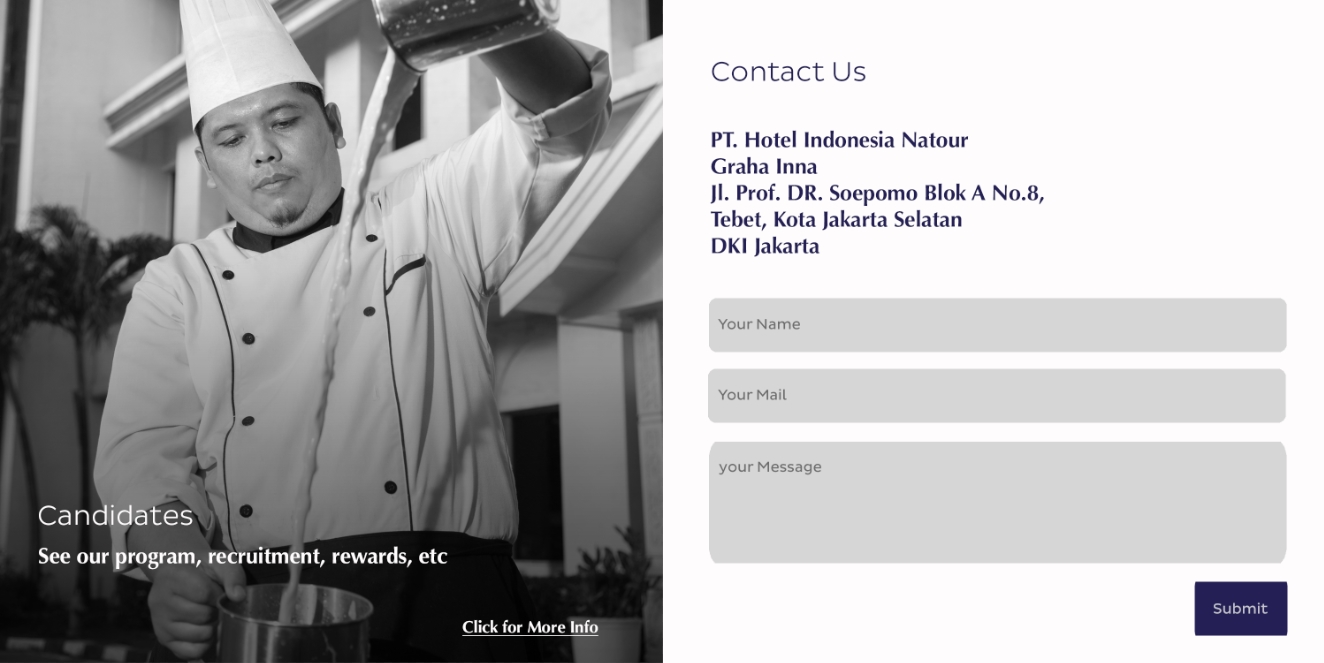 Candidates
See our program, recruitment, rewards, etc
Click for More Info
Contact Us
PT. Hotel Indonesia Natour
Graha Inna
Jl. Prof. DR. Soepomo Blok A No.8,
Tebet, Kota Jakarta Selatan
DKI Jakarta
Your Name
Your Mail
your Message
Submit